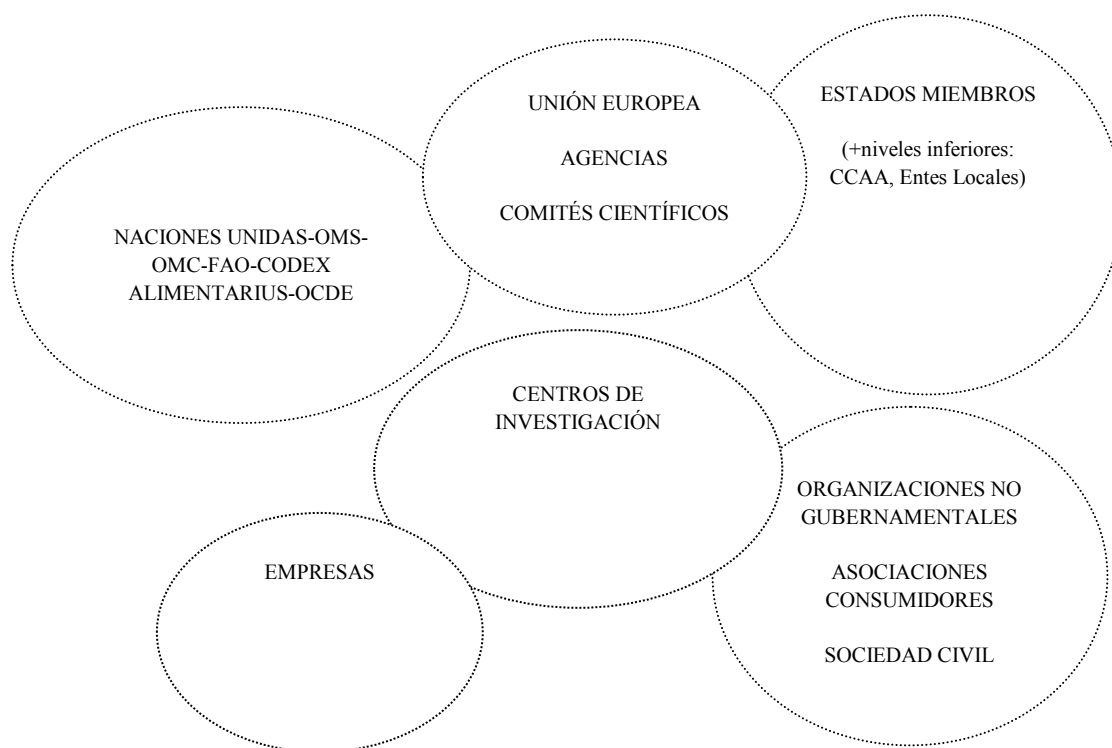 UNIÓN EUROPEA
AGENCIAS
COMITÉS CIENTÍFICOS
ESTADOS MIEMBROS
(+niveles inferiores:
CCAA, Entes Locales)
NACIONES UNIDAS-OMS-
OMC-FAO-CODEX
ALIMENTARIUS-OCDE
CENTROS DE
INVESTIGACIÓN
ORGANIZACIONES NO
GUBERNAMENTALES
ASOCIACIONES
CONSUMIDORES
SOCIEDAD CIVIL
EMPRESAS